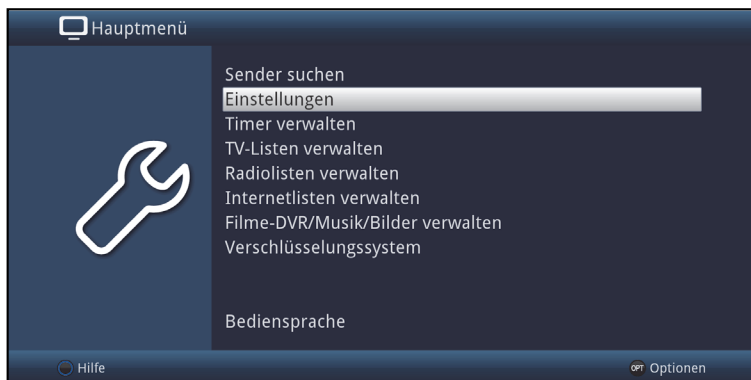 Hauptmenü
Sender suchen
Einstellungen
Timer verwalten
TV-Listen verwalten
Radiolisten verwalten
Internetlisten verwalten
Filme-DVR/Musik/Bilder verwalten
Verschlüsselungssystem
Bediensprache
Hilfe
OPT Optionen